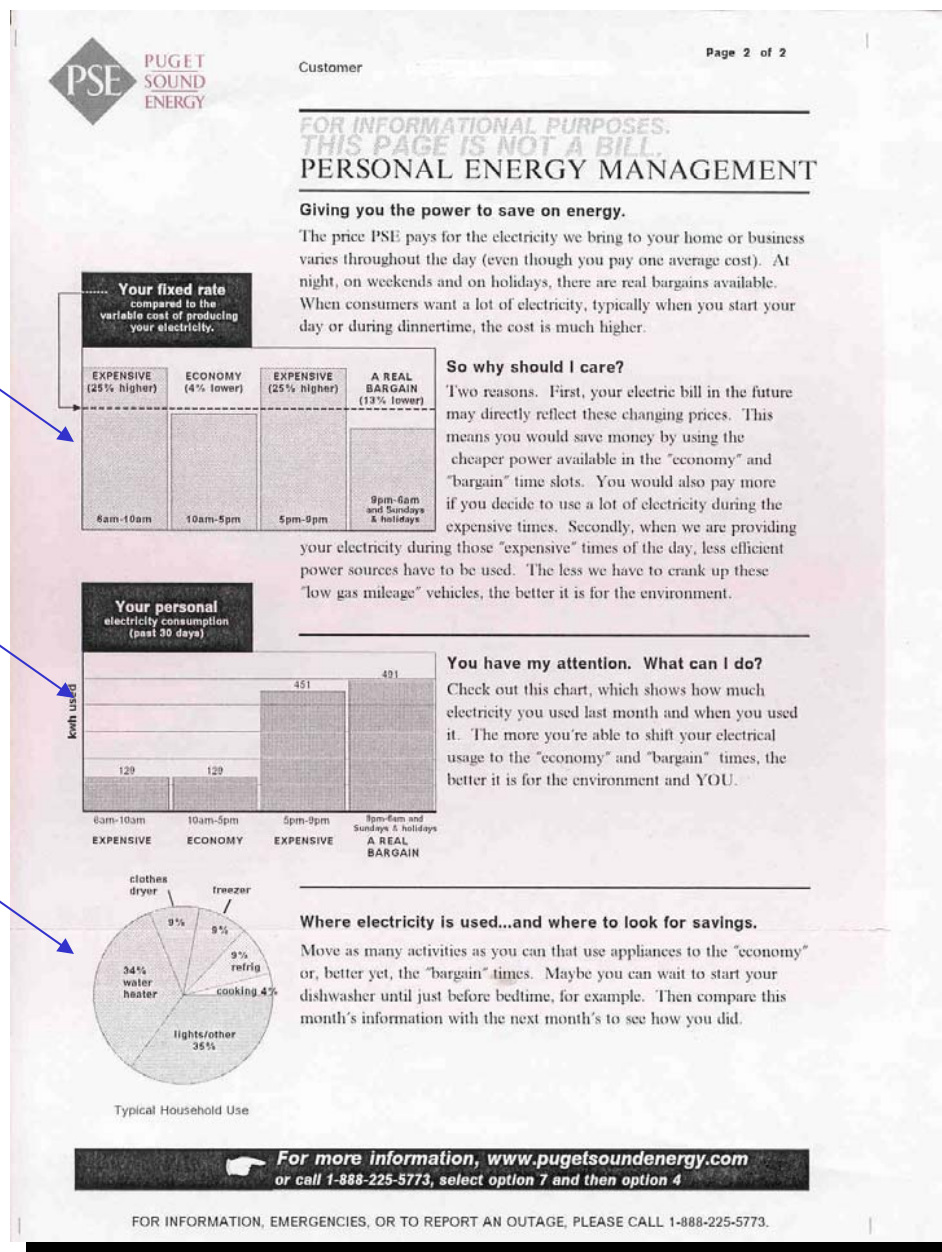 Page 2 of 2
PSE
PUGET
SOUND
ENERGY
Customer
FOR INFORMATIONAL PURPOSES.
THIS PAGE IS NOT A BILL.
PERSONAL ENERGY MANAGEMENT
Giving you the power to save on energy.
The price PSE pays for the electricity we bring to your home or business
varies throughout the day (even though you pay one average cost). At
night, on weekends and on holidays, there are real bargains available.
When consumers want a lot of electricity, typically when you start your
day or during dinnertime, the cost is much higher.
Your fixed rate
compared to the
variable cost of producing
your electricity.
EXPENSIVE
(25% higher)
ECONOMY
(4% lower)
EXPENSIVE
(25% higher)
A REAL
BARGAIN
(13% lower)
6am-10am
10am-5pm
5pm-9pm
9pm-6am
and Sundays
& holidays
So why should I care?
Two reasons. First, your electric bill in the future
may directly reflect these changing prices. This
means you would save money by using the
cheaper power available in the "economy" and
"bargain" time slots. You would also pay more
if you decide to use a lot of electricity during the
expensive times. Secondly, when we are providing
your electricity during those "expensive" times of the day, less efficient
power sources have to be used. The less we have to crank up these
"low gas mileage" vehicles, the better it is for the environment.
Your personal
electricity consumption
(past 30 days)
kwh used
129
129
451
491
6am-10am
10am-5pm
5pm-9pm
9pm-6am and
Sundays & holidays
EXPENSIVE
ECONOMY
EXPENSIVE
A REAL
BARGAIN
You have my attention. What can I do?
Check out this chart, which shows how much
electricity you used last month and when you used
it. The more you're able to shift your electrical
usage to the "economy" and "bargain" times, the
better it is for the environment and YOU.
clothes
dryer
freezer
9%
9%
9%
refrig
34%
water
heater
cooking 4%
lights/other
35%
Typical Household Use
Where electricity is used...and where to look for savings.
Move as many activities as you can that use appliances to the "economy"
or, better yet, the "bargain" times. Maybe you can wait to start your
dishwasher until just before bedtime, for example. Then compare this
month's information with the next month's to see how you did.
For more information, www.pugetsoundenergy.com
or call 1-888-225-5773, select option 7 and then option 4
FOR INFORMATION, EMERGENCIES, OR TO REPORT AN OUTAGE, PLEASE CALL 1-888-225-5773.